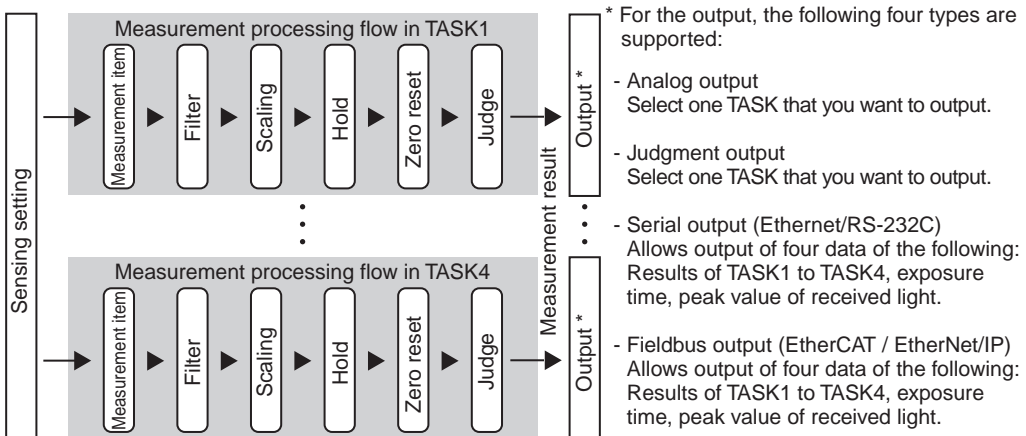 Sensing setting
Measurement processing flow in TASK1
Measurement item
Filter
Scaling
Hold
Zero reset
Judge
Measurement processing flow in TASK4
Measurement item
Filter
Scaling
Hold
Zero reset
Judge
Measurement result
Output *
Output *
* For the output, the following four types are
supported:
- Analog output
Select one TASK that you want to output.
- Judgment output
Select one TASK that you want to output.
- Serial output (Ethernet/RS-232C)
Allows output of four data of the following:
Results of TASK1 to TASK4, exposure
time, peak value of received light.
- Fieldbus output (EtherCAT / EtherNet/IP)
Allows output of four data of the following:
Results of TASK1 to TASK4, exposure
time, peak value of received light.